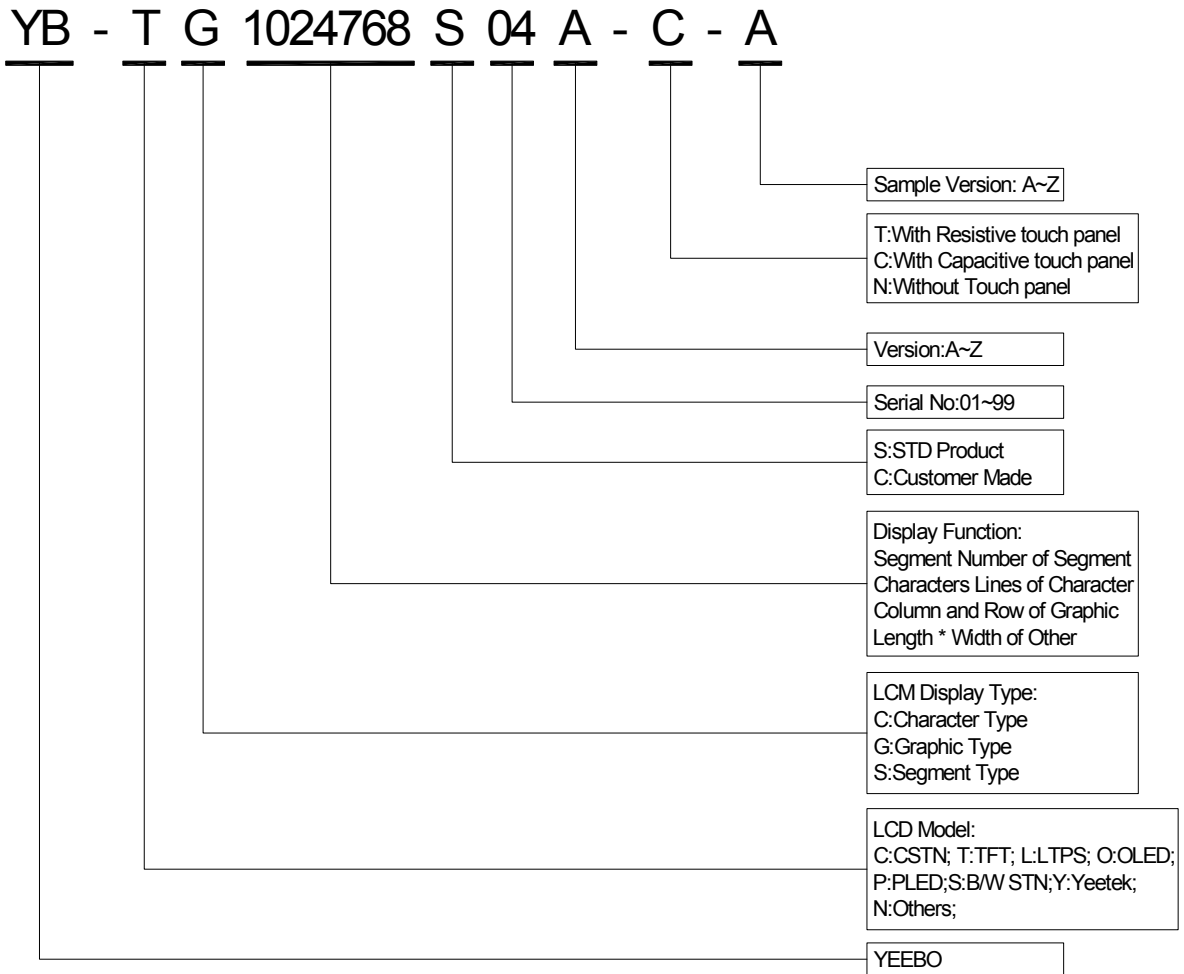 YB - T G 1024768 S 04 A - C - A
Sample Version: A~Z
T:With Resistive touch panel
C:With Capacitive touch panel
N:Without Touch panel
Version:A~Z
Serial No:01~99
S:STD Product
C:Customer Made
Display Function:
Segment Number of Segment
Characters Lines of Character
Column and Row of Graphic
Length * Width of Other
LCM Display Type:
C:Character Type
G:Graphic Type
S:Segment Type
LCD Model:
C:CSTN; T:TFT; L:LTPS; O:OLED;
P:PLED;S:B/W STN;Y:Yeetek;
N:Others;
YEEBO